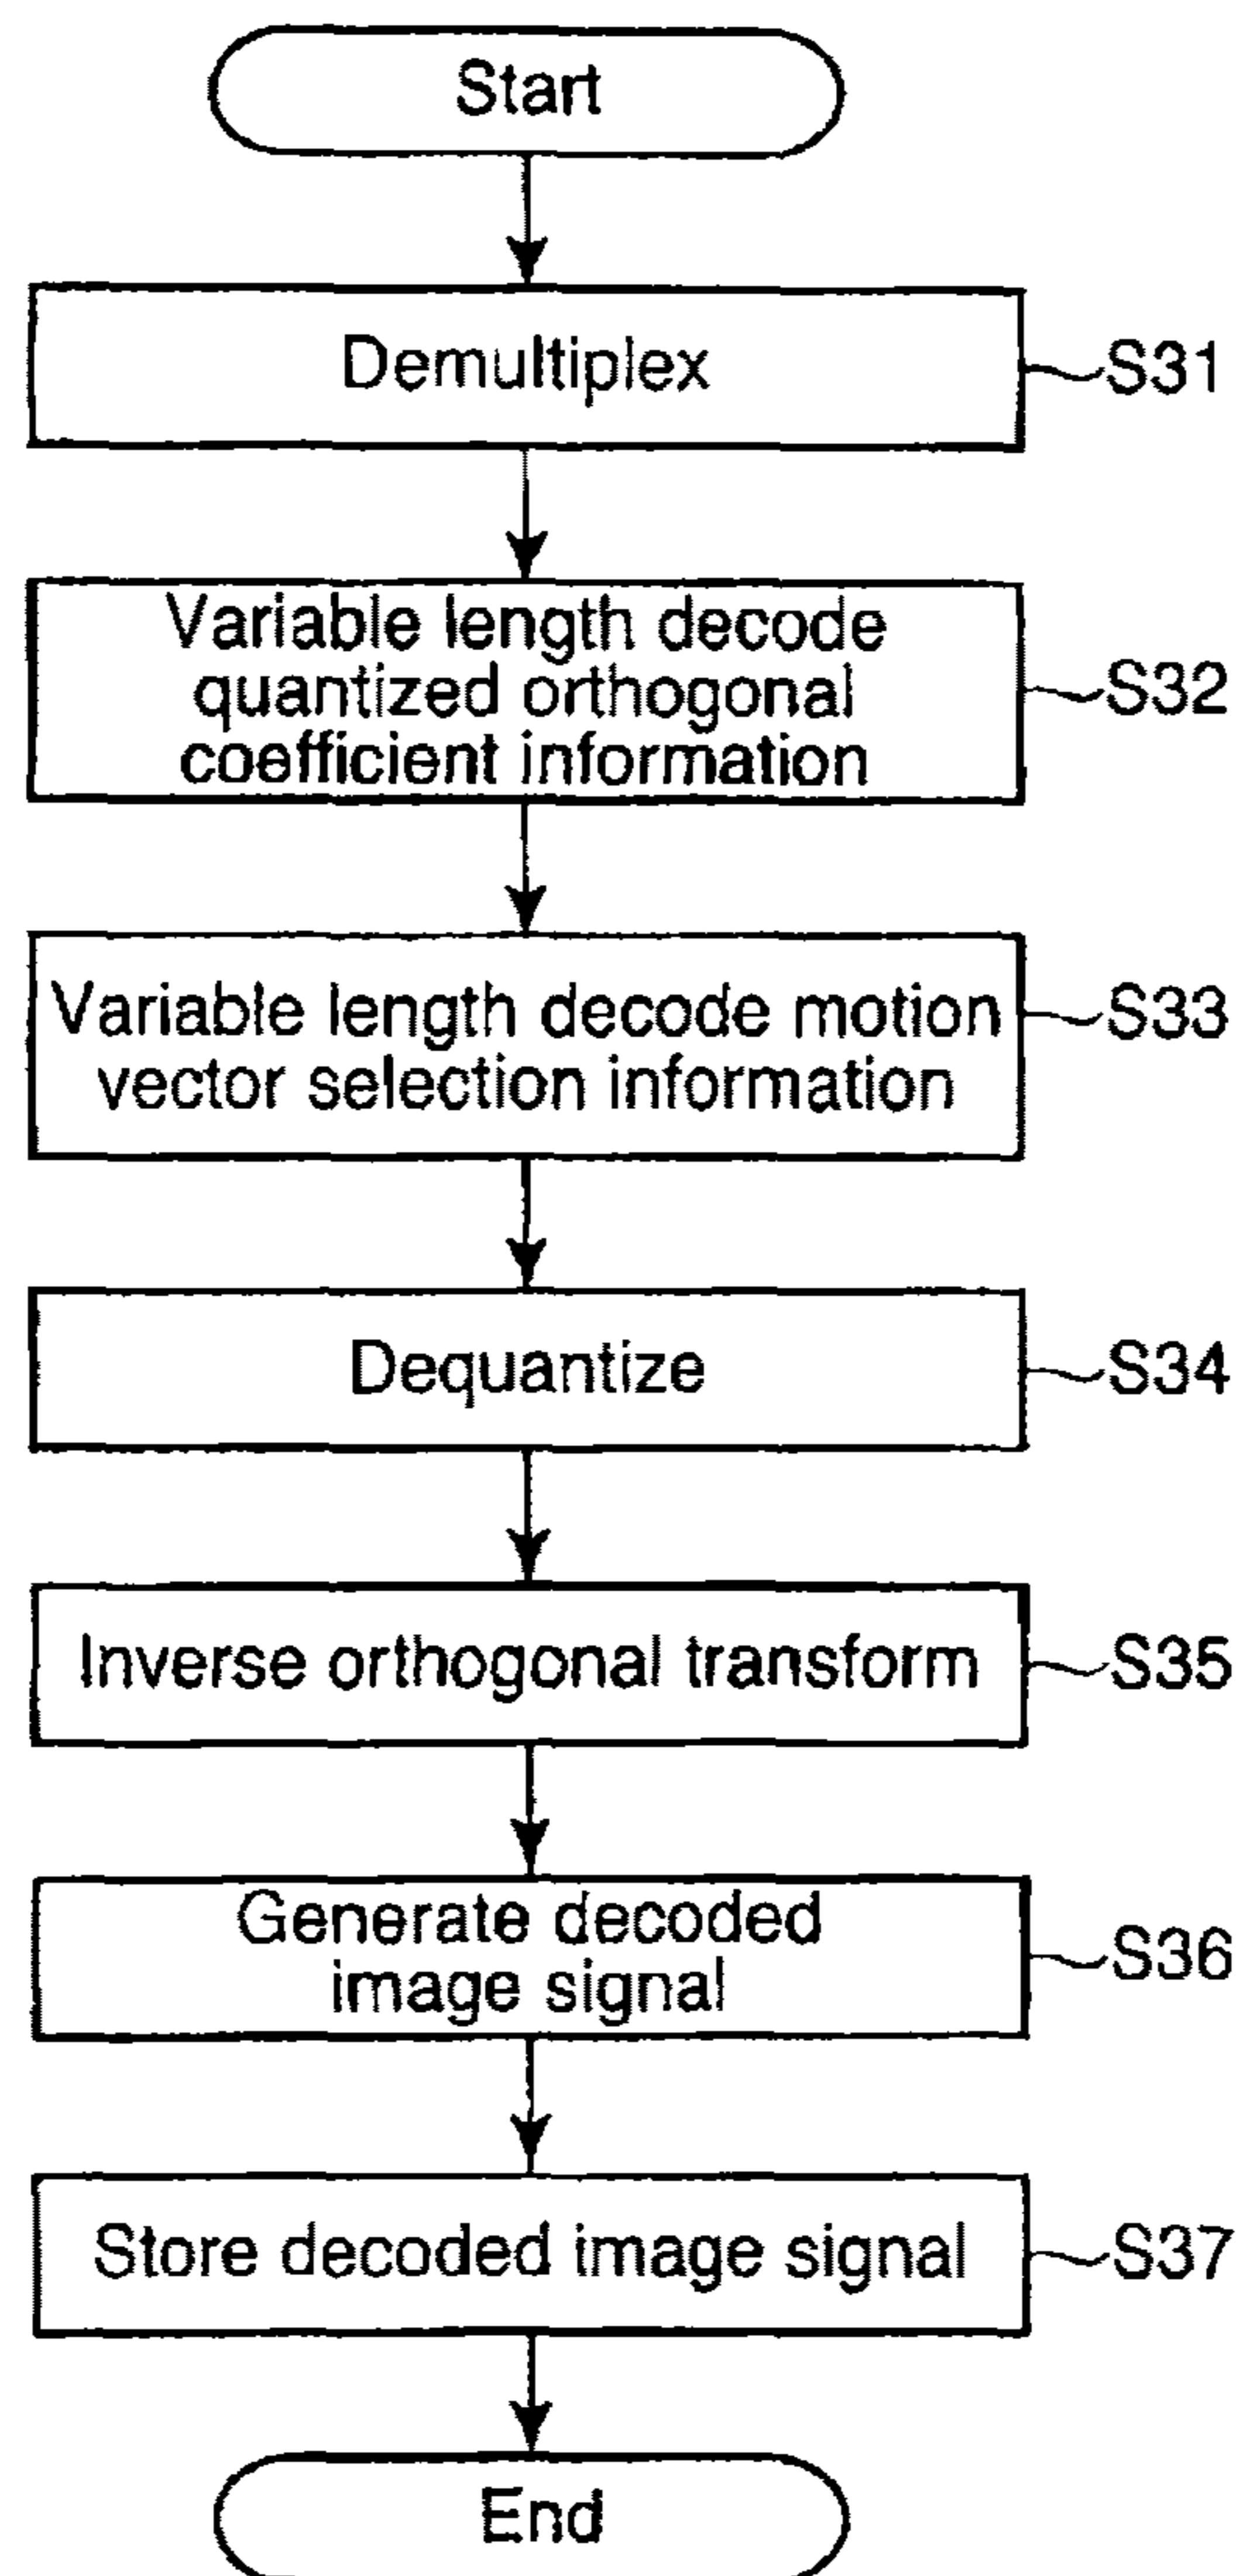 Start
Demultiplex
S31
Variable length decode
quantized orthogonal
coefficient information
S32
Variable length decode motion
vector selection information
S33
Dequantize
S34
Inverse orthogonal transform
S35
Generate decoded
image signal
S36
Store decoded image signal
S37
End